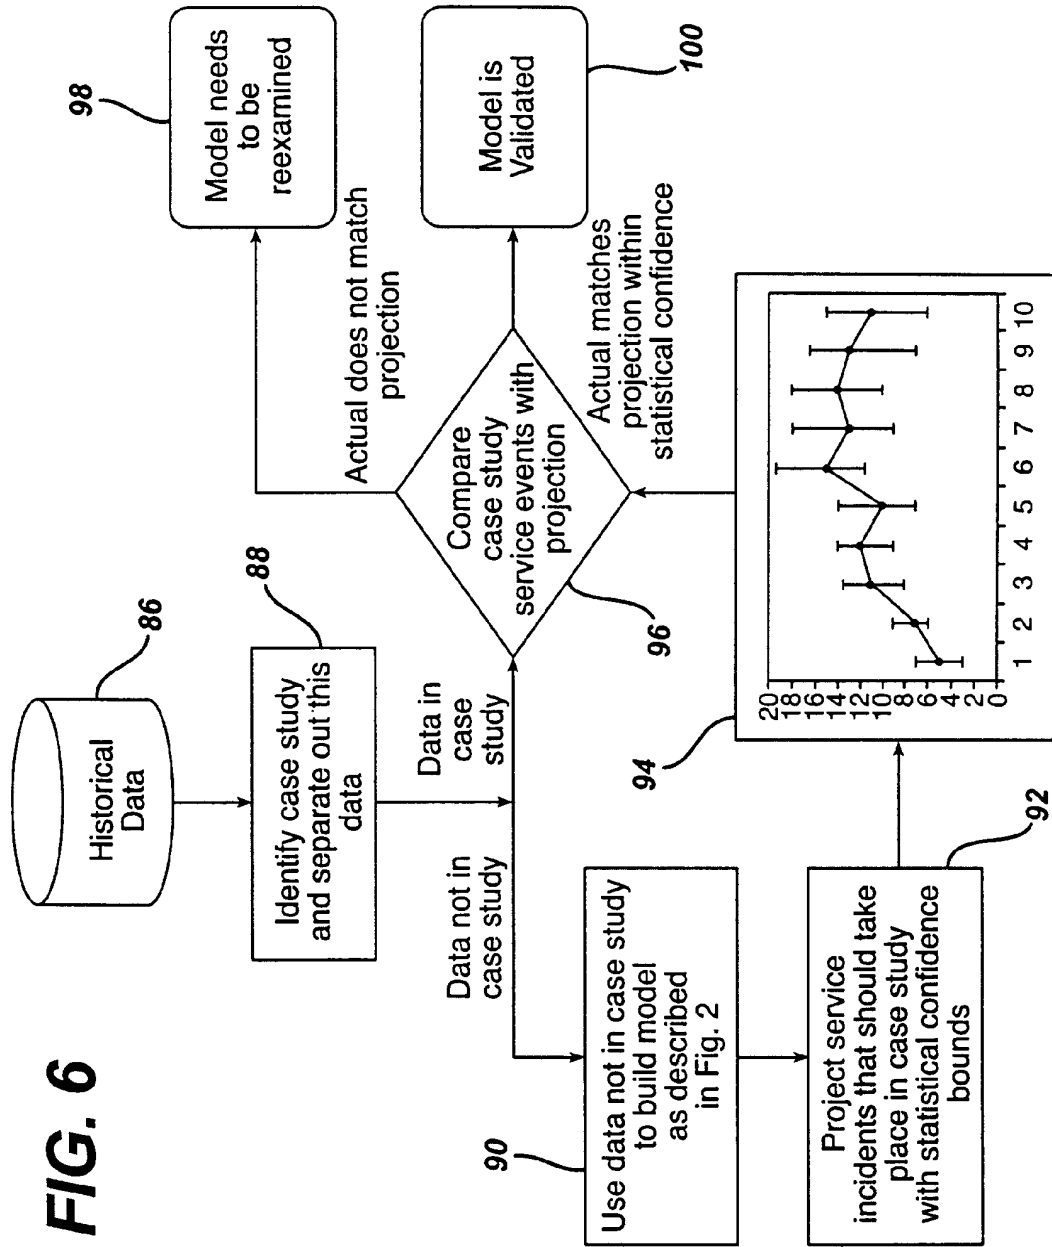 FIG. 6
Historical
Data
86
Identify case study
and separate out this
data
88
Data not in
case study
Data in
case
study
Use data not in case study
to build model
as described
in Fig. 2
90
Project service
incidents that should take
place in case study
with statistical confidence
bounds
92
94
20
18
16
14
12
10
8
6
4
2
0
1 2 3 4 5 6 7 8 9 10
Compare
case study
service events with
projection
96
Actual does not match
projection
Model needs
to be
reexamined
98
Actual matches
projection within
statistical confidence
Model is
Validated
100